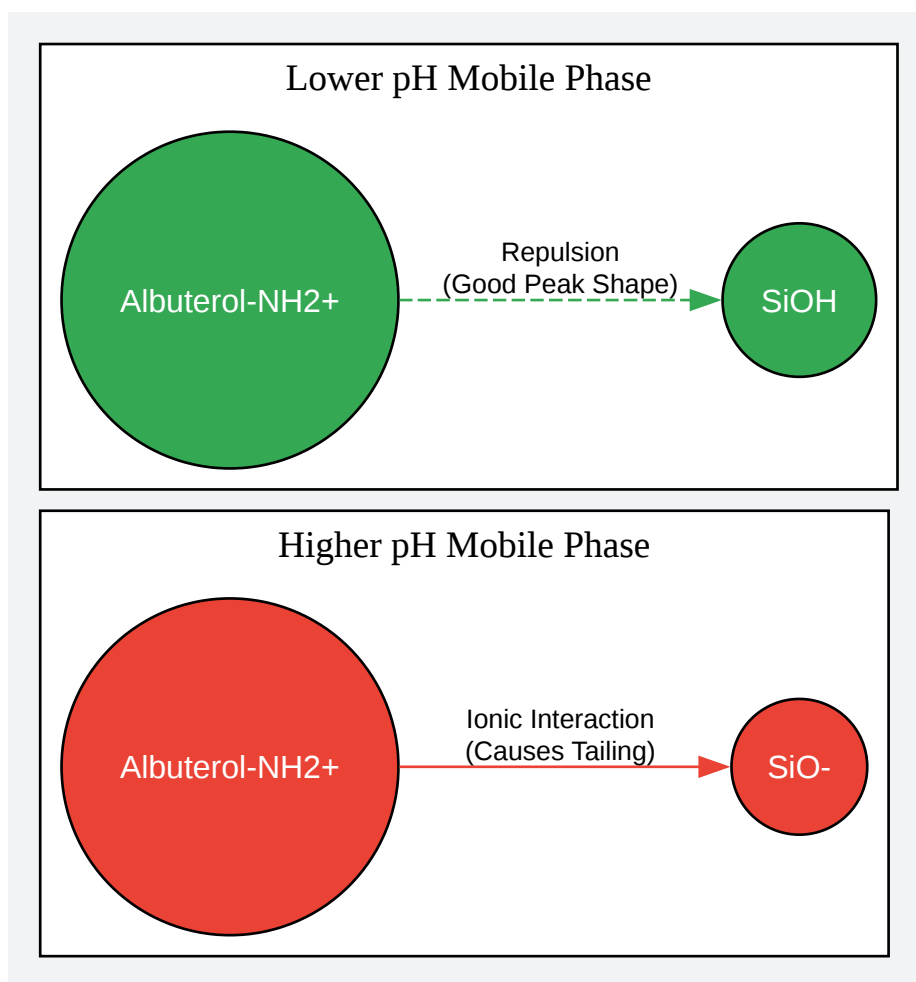 Lower pH Mobile Phase
Repulsion
(Good Peak Shape)
Albuterol-NH2+
SiOH
Higher pH Mobile Phase
Ionic Interaction
(Causes Tailing)
Albuterol-NH2+
SiO-